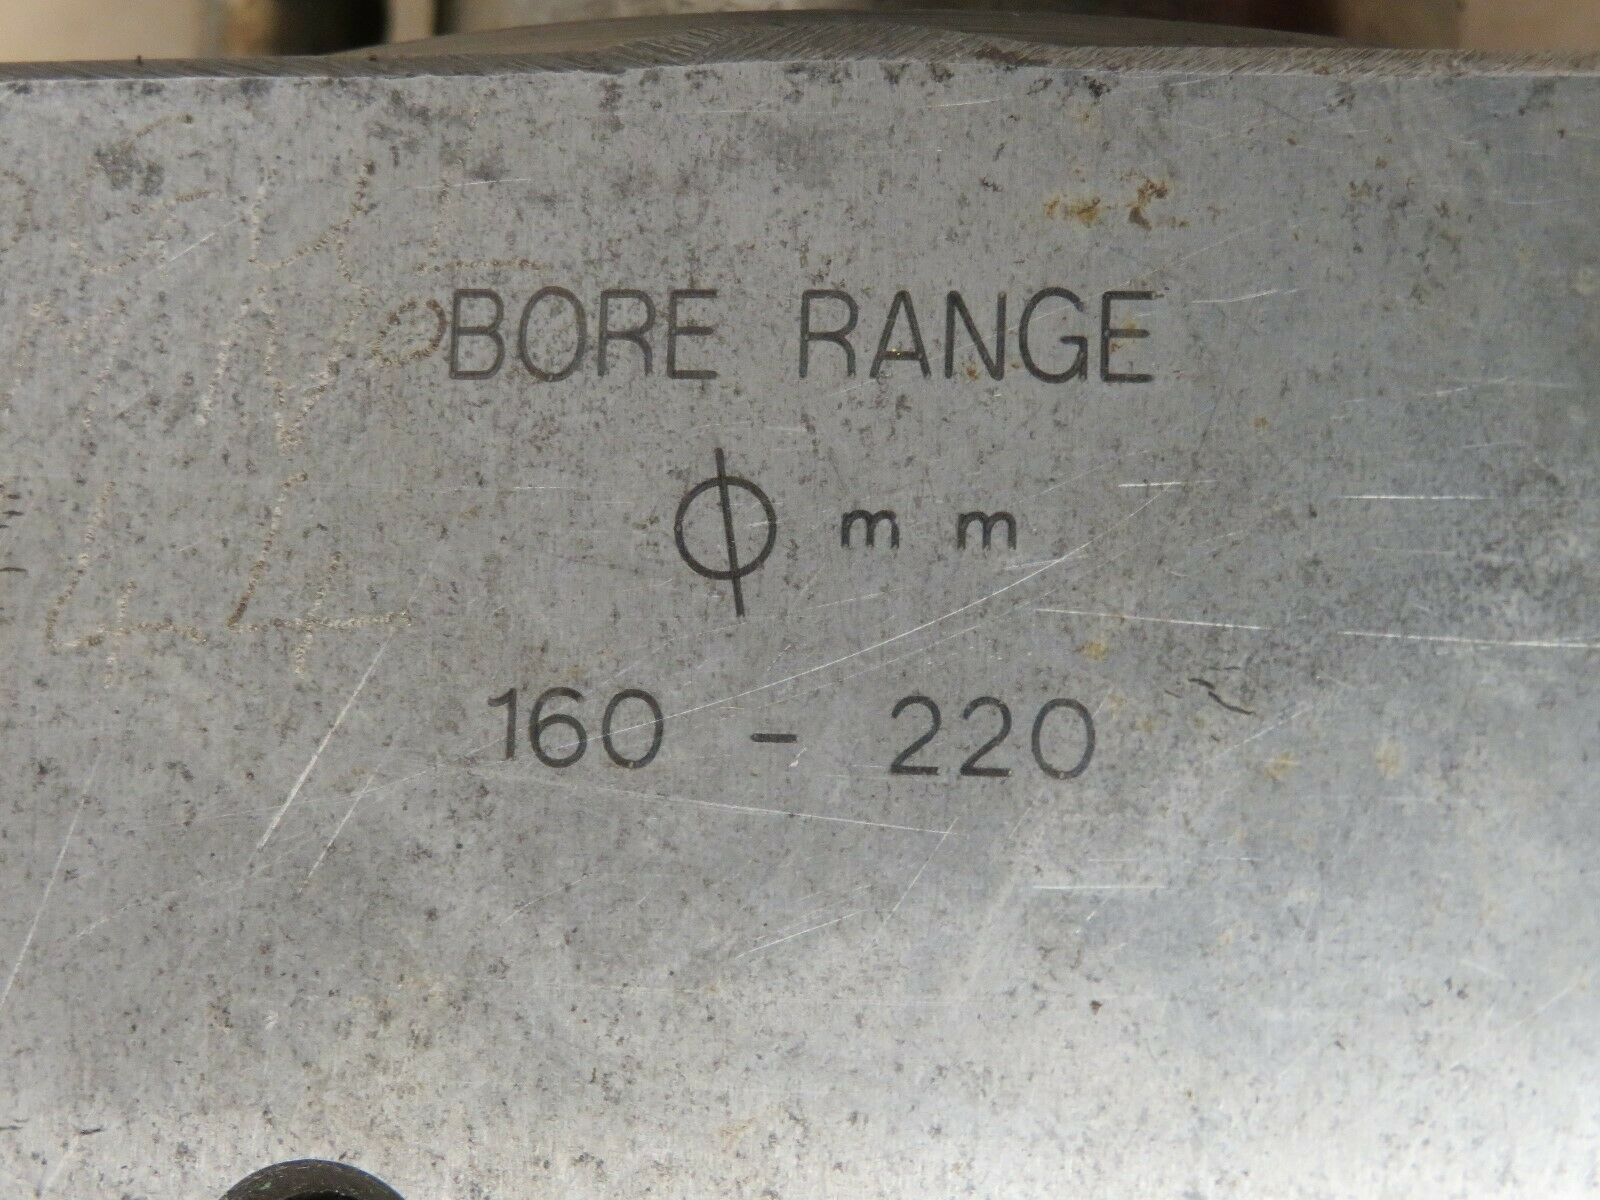 BORE RANGE
⌀ mm
160 - 220